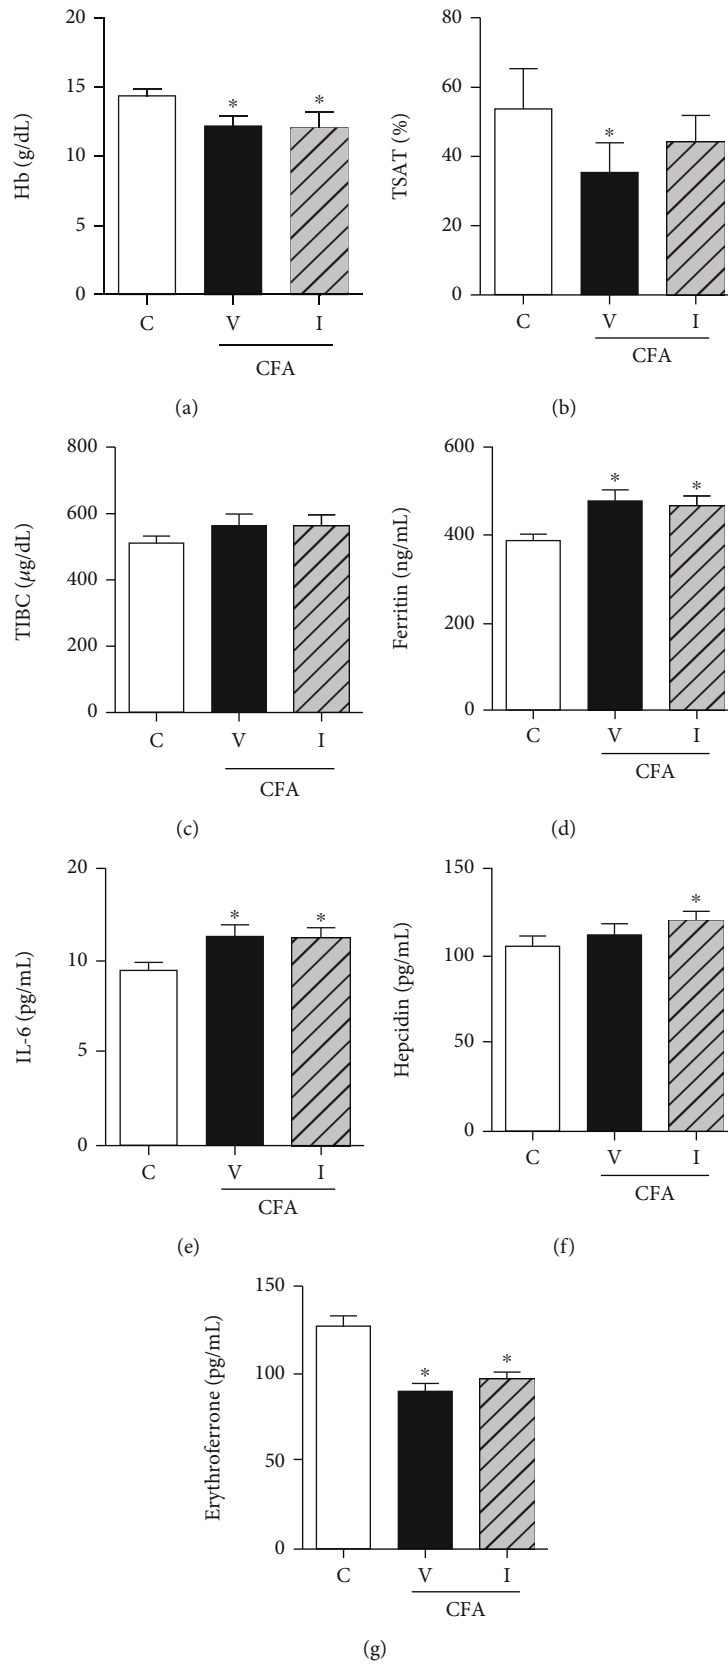 Hb (g/dL)
20
15
10
5
0
*
*
C
V
I
CFA
(a)
TSAT (%)
80
60
40
20
0
*
C
V
I
CFA
(b)
TIBC (μg/dL)
800
600
400
200
0
C
V
I
CFA
(c)
Ferritin (ng/mL)
600
400
200
0
*
*
C
V
I
CFA
(d)
IL-6 (pg/mL)
20
10
5
0
*
*
C
V
I
CFA
(e)
Hepcidin (pg/mL)
150
100
50
0
*
C
V
I
CFA
(f)
Erythroferrone (pg/mL)
150
100
50
0
*
*
C
V
I
CFA
(g)